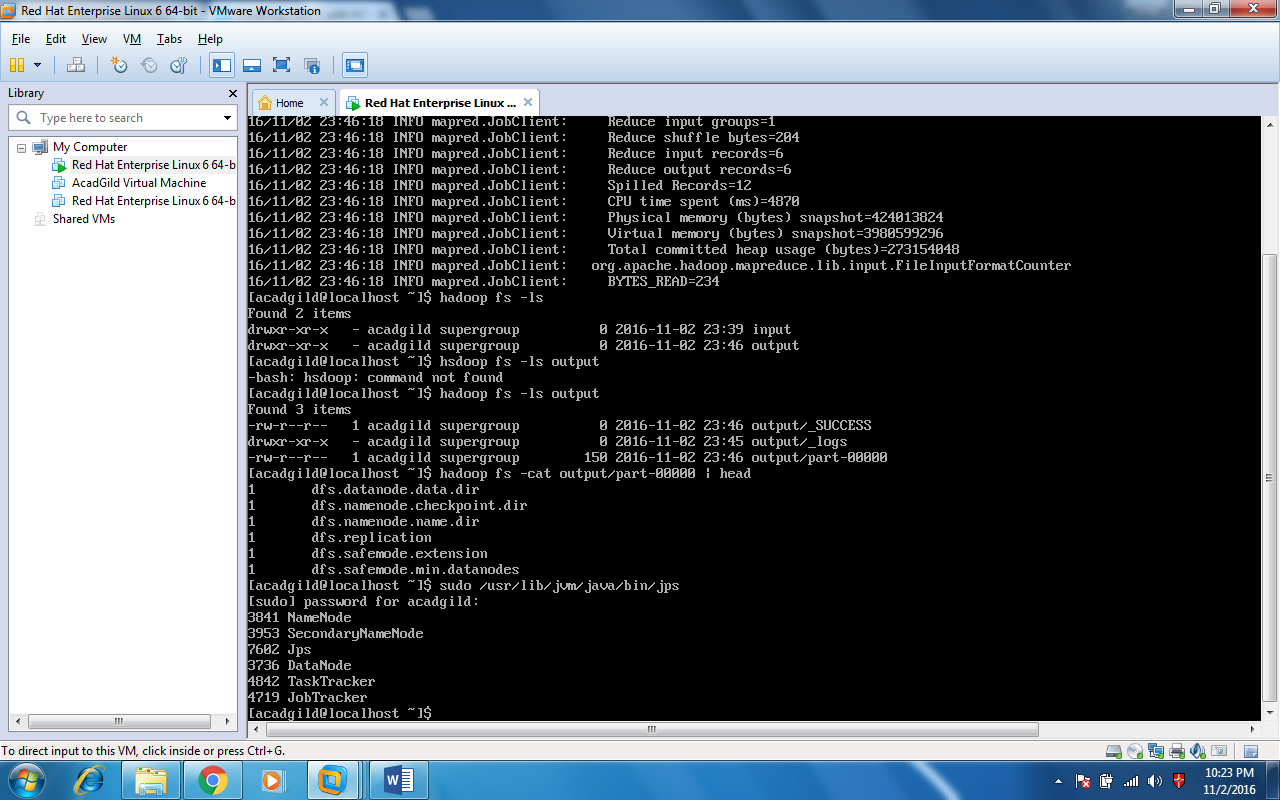 Red Hat Enterprise Linux 6 64-bit - VMware Workstation
File Edit View VM Tabs Help
Library
Type here to search
My Computer
Red Hat Enterprise Linux 6 64-b
AcadGild Virtual Machine
Red Hat Enterprise Linux 6 64-b
Shared VMs
Home
Red Hat Enterprise Linux ...
16/11/02 23:46:18 INFO mapred.JobClient:     Reduce input groups=1
16/11/02 23:46:18 INFO mapred.JobClient:     Reduce shuffle bytes=204
16/11/02 23:46:18 INFO mapred.JobClient:     Reduce input records=6
16/11/02 23:46:18 INFO mapred.JobClient:     Reduce output records=6
16/11/02 23:46:18 INFO mapred.JobClient:     Spilled Records=12
16/11/02 23:46:18 INFO mapred.JobClient:     CPU time spent (ms)=4870
16/11/02 23:46:18 INFO mapred.JobClient:     Physical memory (bytes) snapshot=424013824
16/11/02 23:46:18 INFO mapred.JobClient:     Virtual memory (bytes) snapshot=3980599296
16/11/02 23:46:18 INFO mapred.JobClient:     Total committed heap usage (bytes)=273154048
16/11/02 23:46:18 INFO mapred.JobClient:   org.apache.hadoop.mapreduce.lib.input.FileInputFormatCounter
16/11/02 23:46:18 INFO mapred.JobClient:     BYTES_READ=234
[acadgild@localhost ~]$ hadoop fs -ls
Found 2 items
drwxr-xr-x   - acadgild supergroup          0 2016-11-02 23:39 input
drwxr-xr-x   - acadgild supergroup          0 2016-11-02 23:46 output
[acadgild@localhost ~]$ hsdoop fs -ls output
-bash: hsdoop: command not found
[acadgild@localhost ~]$ hadoop fs -ls output
Found 3 items
-rw-r--r--   1 acadgild supergroup          0 2016-11-02 23:46 output/_SUCCESS
drwxr-xr-x   - acadgild supergroup          0 2016-11-02 23:45 output/_logs
-rw-r--r--   1 acadgild supergroup        150 2016-11-02 23:46 output/part-00000
[acadgild@localhost ~]$ hadoop fs -cat output/part-00000 | head
1       dfs.datanode.data.dir
1       dfs.namenode.checkpoint.dir
1       dfs.namenode.name.dir
1       dfs.replication
1       dfs.safemode.extension
1       dfs.safemode.min.datanodes
[acadgild@localhost ~]$ sudo /usr/lib/jvm/java/bin/jps
[sudo] password for acadgild:
3841 NameNode
3953 SecondaryNameNode
7602 Jps
3736 DataNode
4842 TaskTracker
4719 JobTracker
[acadgild@localhost ~]$
To direct input to this VM, click inside or press Ctrl+G.
10:23 PM
11/2/2016